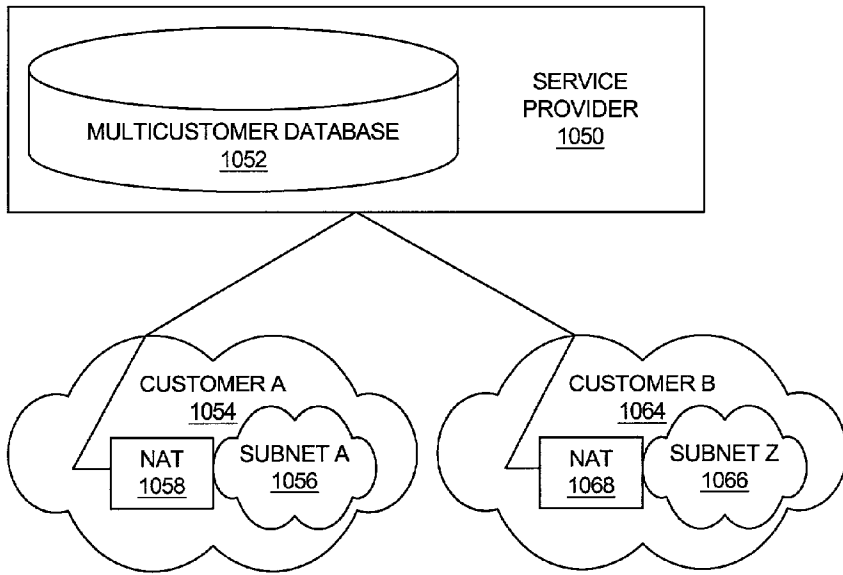 MULTICUSTOMER DATABASE
1052
SERVICE
PROVIDER
1050
CUSTOMER A
1054
NAT
1058
SUBNET A
1056
CUSTOMER B
1064
NAT
1068
SUBNET Z
1066